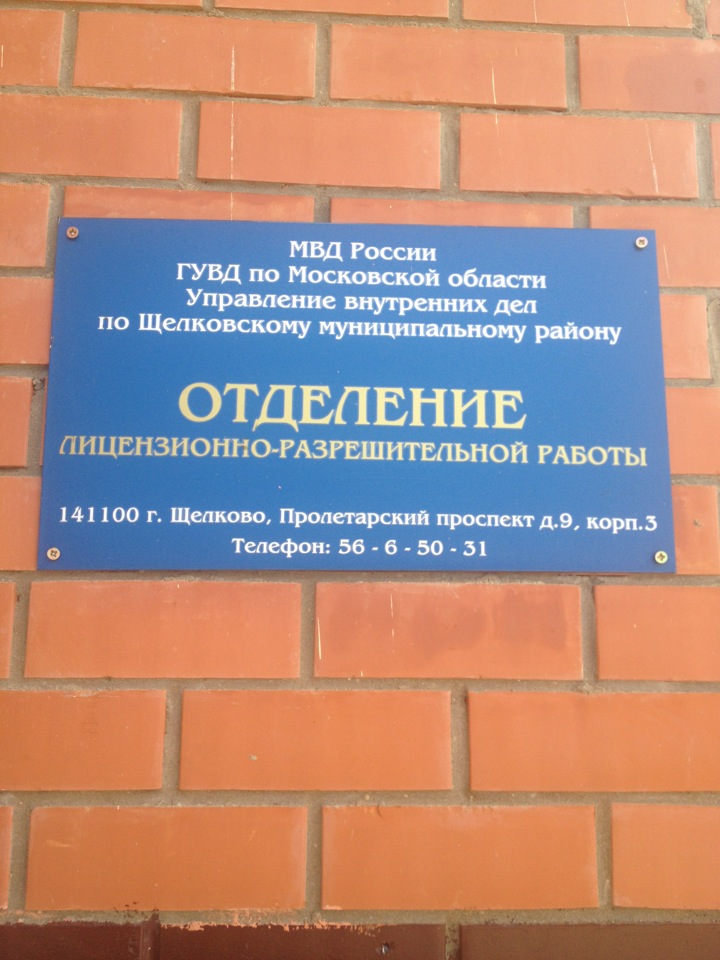 МВД России
ГУВД по Московской области
Управление внутренних дел
по Щелковскому муниципальному району
ОТДЕЛЕНИЕ
ЛИЦЕНЗИОННО-РАЗРЕШИТЕЛЬНОЙ РАБОТЫ
141100 г. Щелково, Пролетарский проспект д.9, корп.3
Телефон: 56 - 6 - 50 - 31